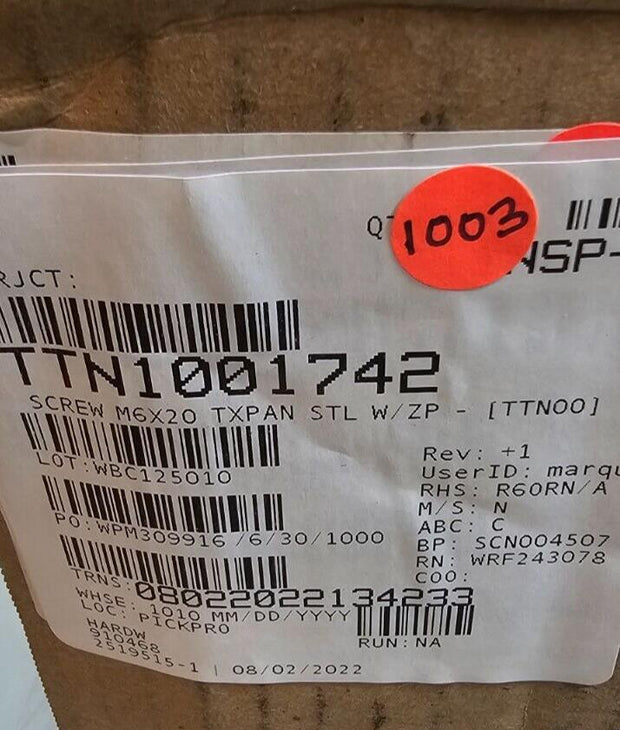 1003
NSP-
RJCT:
TTN1001742
SCREW M6X20 TXPAN STL W/ZP - [TTN00]
LOT:WBC125010
PO:WPM309916/6/30/1000
TRNS:08022022134233
WHSE: 1010 MM/DD/YYYY
LOC: PICKPRO
HARDW
910468
2519515-1 | 08/02/2022
Rev: +1
UserID: marqu
RHS: R60RN/A
M/S: N
ABC: C
BP: SCN004507
RN: WRF243078
COO:
RUN: NA